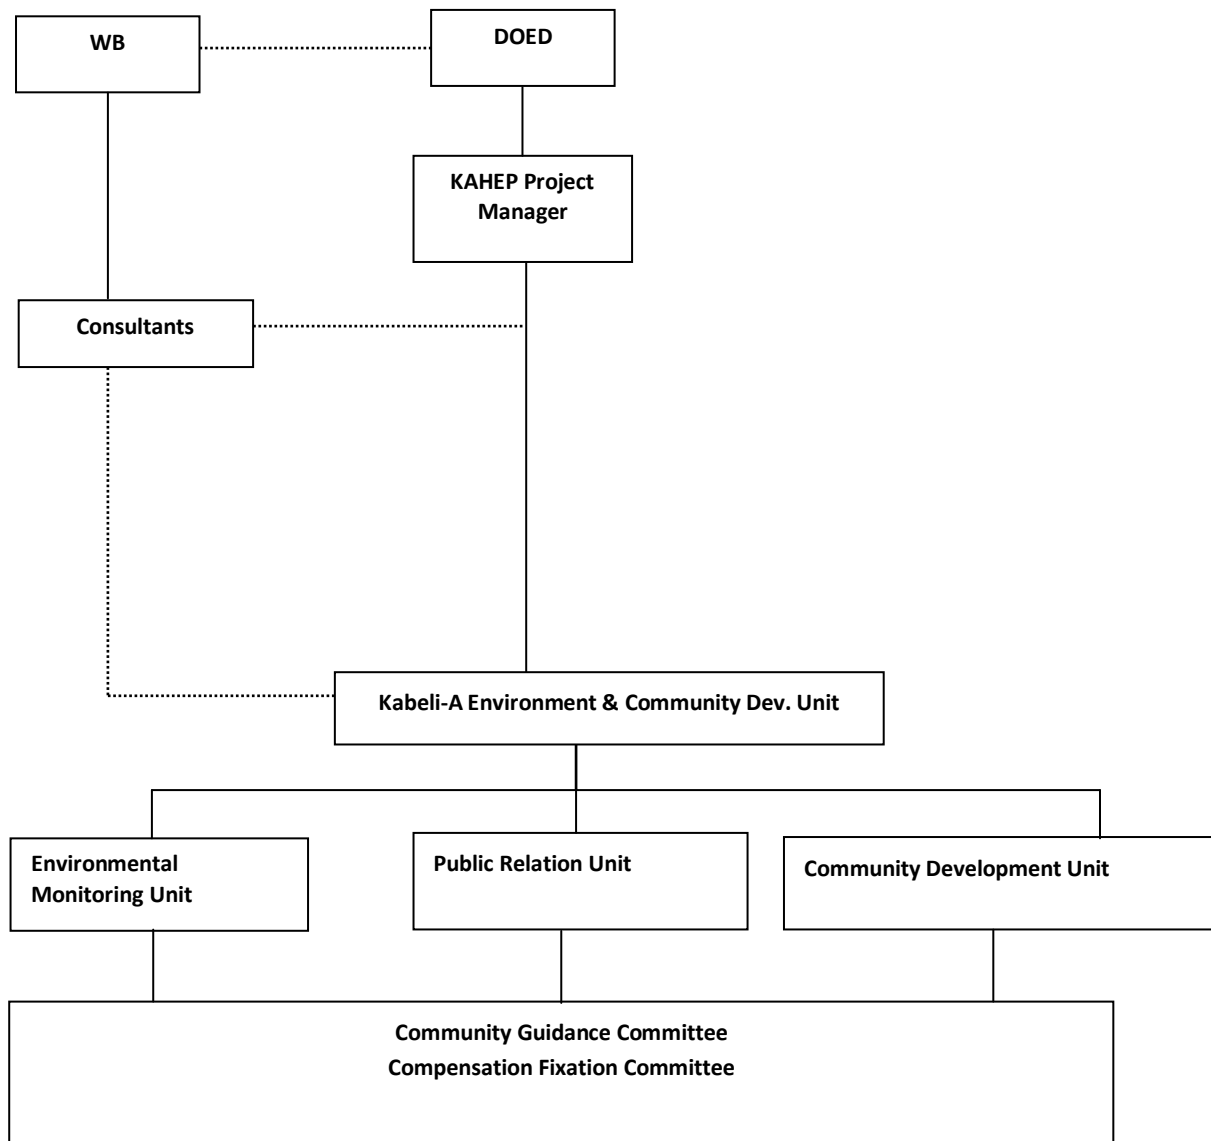 WB
DOED
KAHEP Project
Manager
Consultants
Kabeli-A Environment & Community Dev. Unit
Environmental
Monitoring Unit
Public Relation Unit
Community Development Unit
Community Guidance Committee
Compensation Fixation Committee